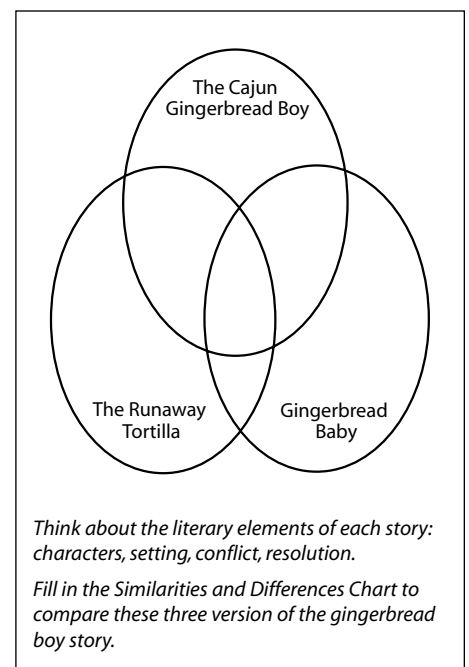 The Cajun
Gingerbread Boy
The Runaway
Tortilla
Gingerbread
Baby
Think about the literary elements of each story:
characters, setting, conflict, resolution.
Fill in the Similarities and Differences Chart to
compare these three version of the gingerbread
boy story.